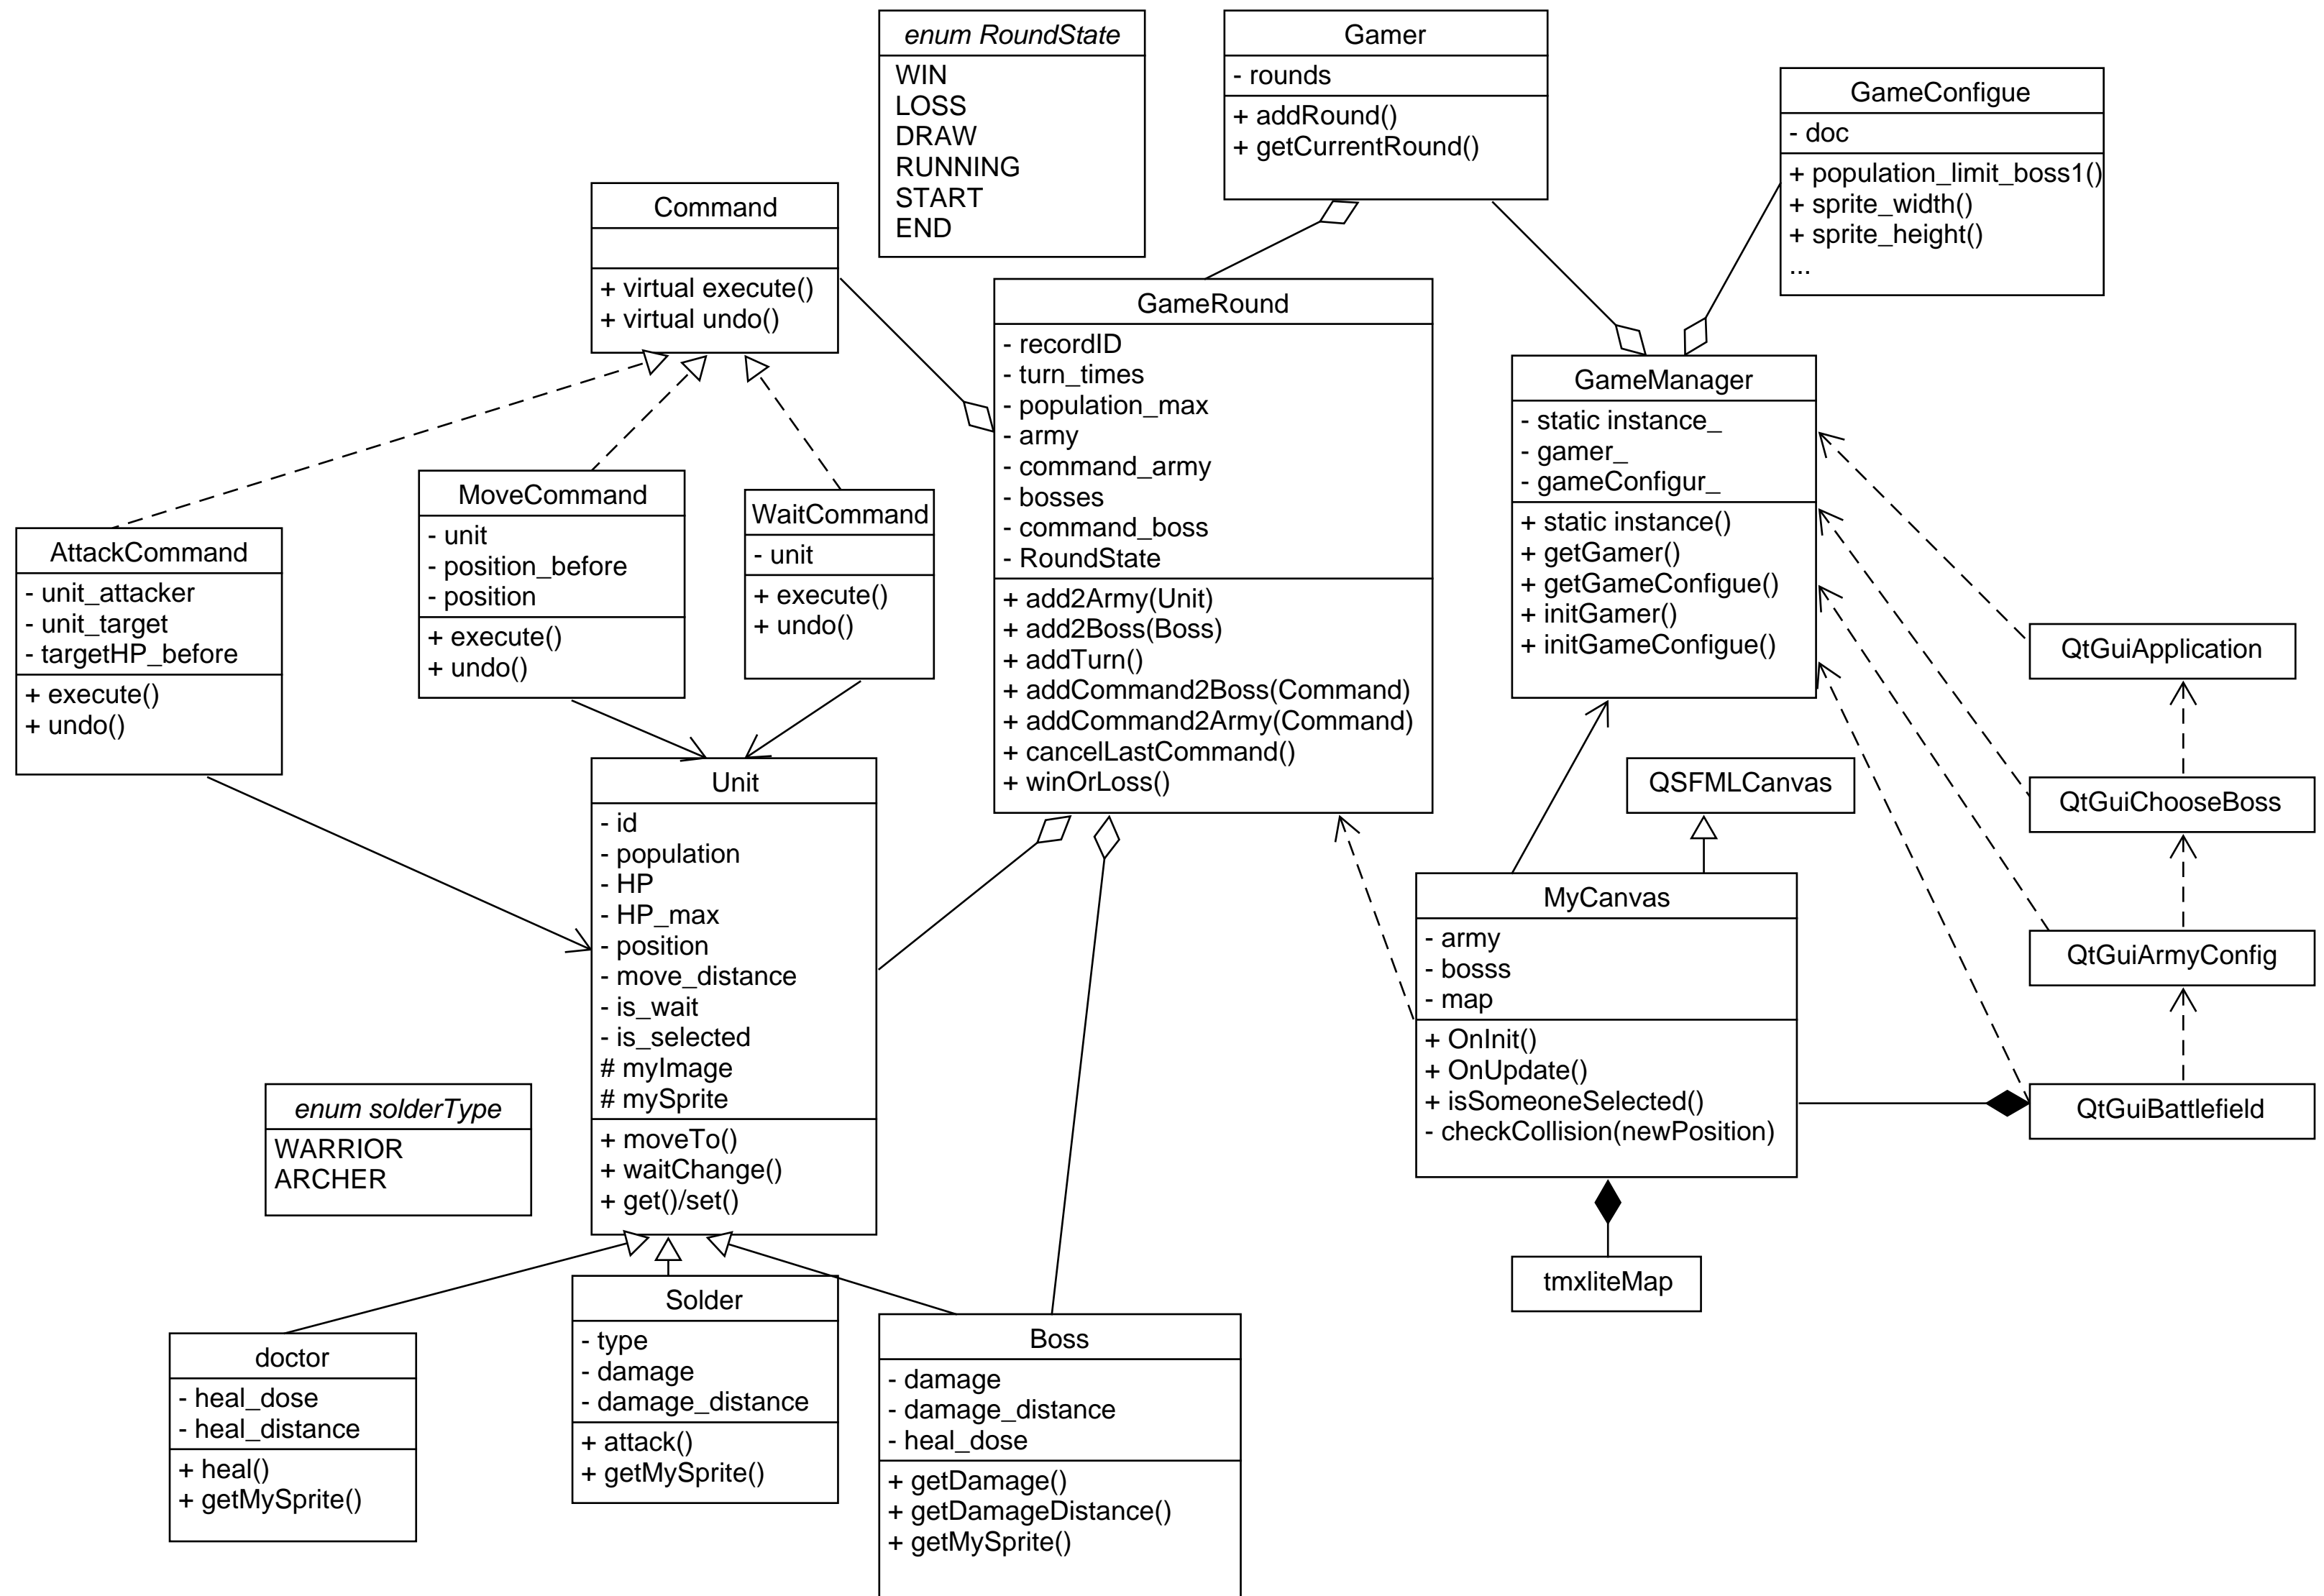 enum RoundState
WIN
LOSS
DRAW
RUNNING
START
END
Gamer
- rounds
+ addRound()
+ getCurrentRound()
GameConfigue
- doc
+ population_limit_boss1()
+ sprite_width()
+ sprite_height()
...
Command
+ virtual execute()
+ virtual undo()
GameRound
- recordID
- turn_times
- population_max
- army
- command_army
- bosses
- command_boss
- RoundState
+ add2Army(Unit)
+ add2Boss(Boss)
+ addTurn()
+ addCommand2Boss(Command)
+ addCommand2Army(Command)
+ cancelLastCommand()
+ winOrLoss()
GameManager
- static instance_
- gamer_
- gameConfigur_
+ static instance()
+ getGamer()
+ getGameConfigue()
+ initGamer()
+ initGameConfigue()
AttackCommand
- unit_attacker
- unit_target
- targetHP_before
+ execute()
+ undo()
MoveCommand
- unit
- position_before
- position
+ execute()
+ undo()
WaitCommand
- unit
+ execute()
+ undo()
QtGuiApplication
QtGuiChooseBoss
QtGuiArmyConfig
QtGuiBattlefield
Unit
- id
- population
- HP
- HP_max
- position
- move_distance
- is_wait
- is_selected
# myImage
# mySprite
+ moveTo()
+ waitChange()
+ get()/set()
QSFMLCanvas
MyCanvas
- army
- bosss
- map
+ OnInit()
+ OnUpdate()
+ isSomeoneSelected()
- checkCollision(newPosition)
tmxliteMap
enum solderType
WARRIOR
ARCHER
doctor
- heal_dose
- heal_distance
+ heal()
+ getMySprite()
Solder
- type
- damage
- damage_distance
+ attack()
+ getMySprite()
Boss
- damage
- damage_distance
- heal_dose
+ getDamage()
+ getDamageDistance()
+ getMySprite()